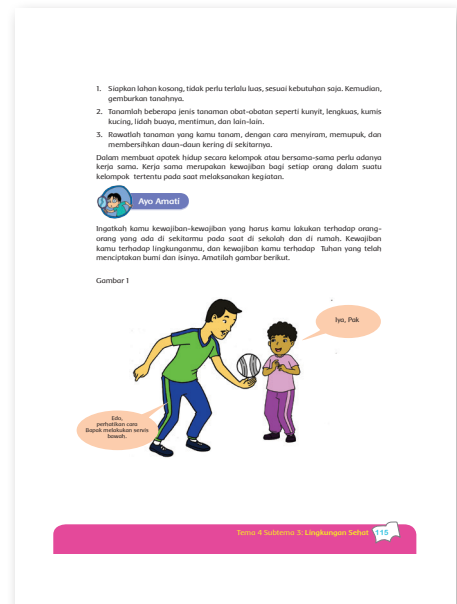 1. Siapkan lahan kosong, tidak perlu terlalu luas, sesuai kebutuhan saja. Kemudian,
gemburkan tanahnya.
2. Tanamlah beberapa jenis tanaman obat-obatan seperti kunyit, lengkuas, kumis
kucing, lidah buaya, mentimun, dan lain-lain.
3. Rawatlah tanaman yang kamu tanam, dengan cara menyiram, memupuk, dan
membersihkan daun-daun kering di sekitarnya.
Dalam membuat apotek hidup secara kelompok atau bersama-sama perlu adanya
kerja sama. Kerja sama merupakan kewajiban bagi setiap orang dalam suatu
kelompok tertentu pada saat melaksanakan kegiatan.
Ayo Amati
Ingatkah kamu kewajiban-kewajiban yang harus kamu lakukan terhadap orang-
orang yang ada di sekitarmu pada saat di sekolah dan di rumah. Kewajiban
kamu terhadap lingkunganmu, dan kewajiban kamu terhadap Tuhan yang telah
menciptakan bumi dan isinya. Amatilah gambar berikut.
Gambar 1
Iya, Pak
Edo,
perhatikan cara
Bapak melakukan servis
bawah.
Tema 4 Subtema 3: Lingkungan Sehat 115